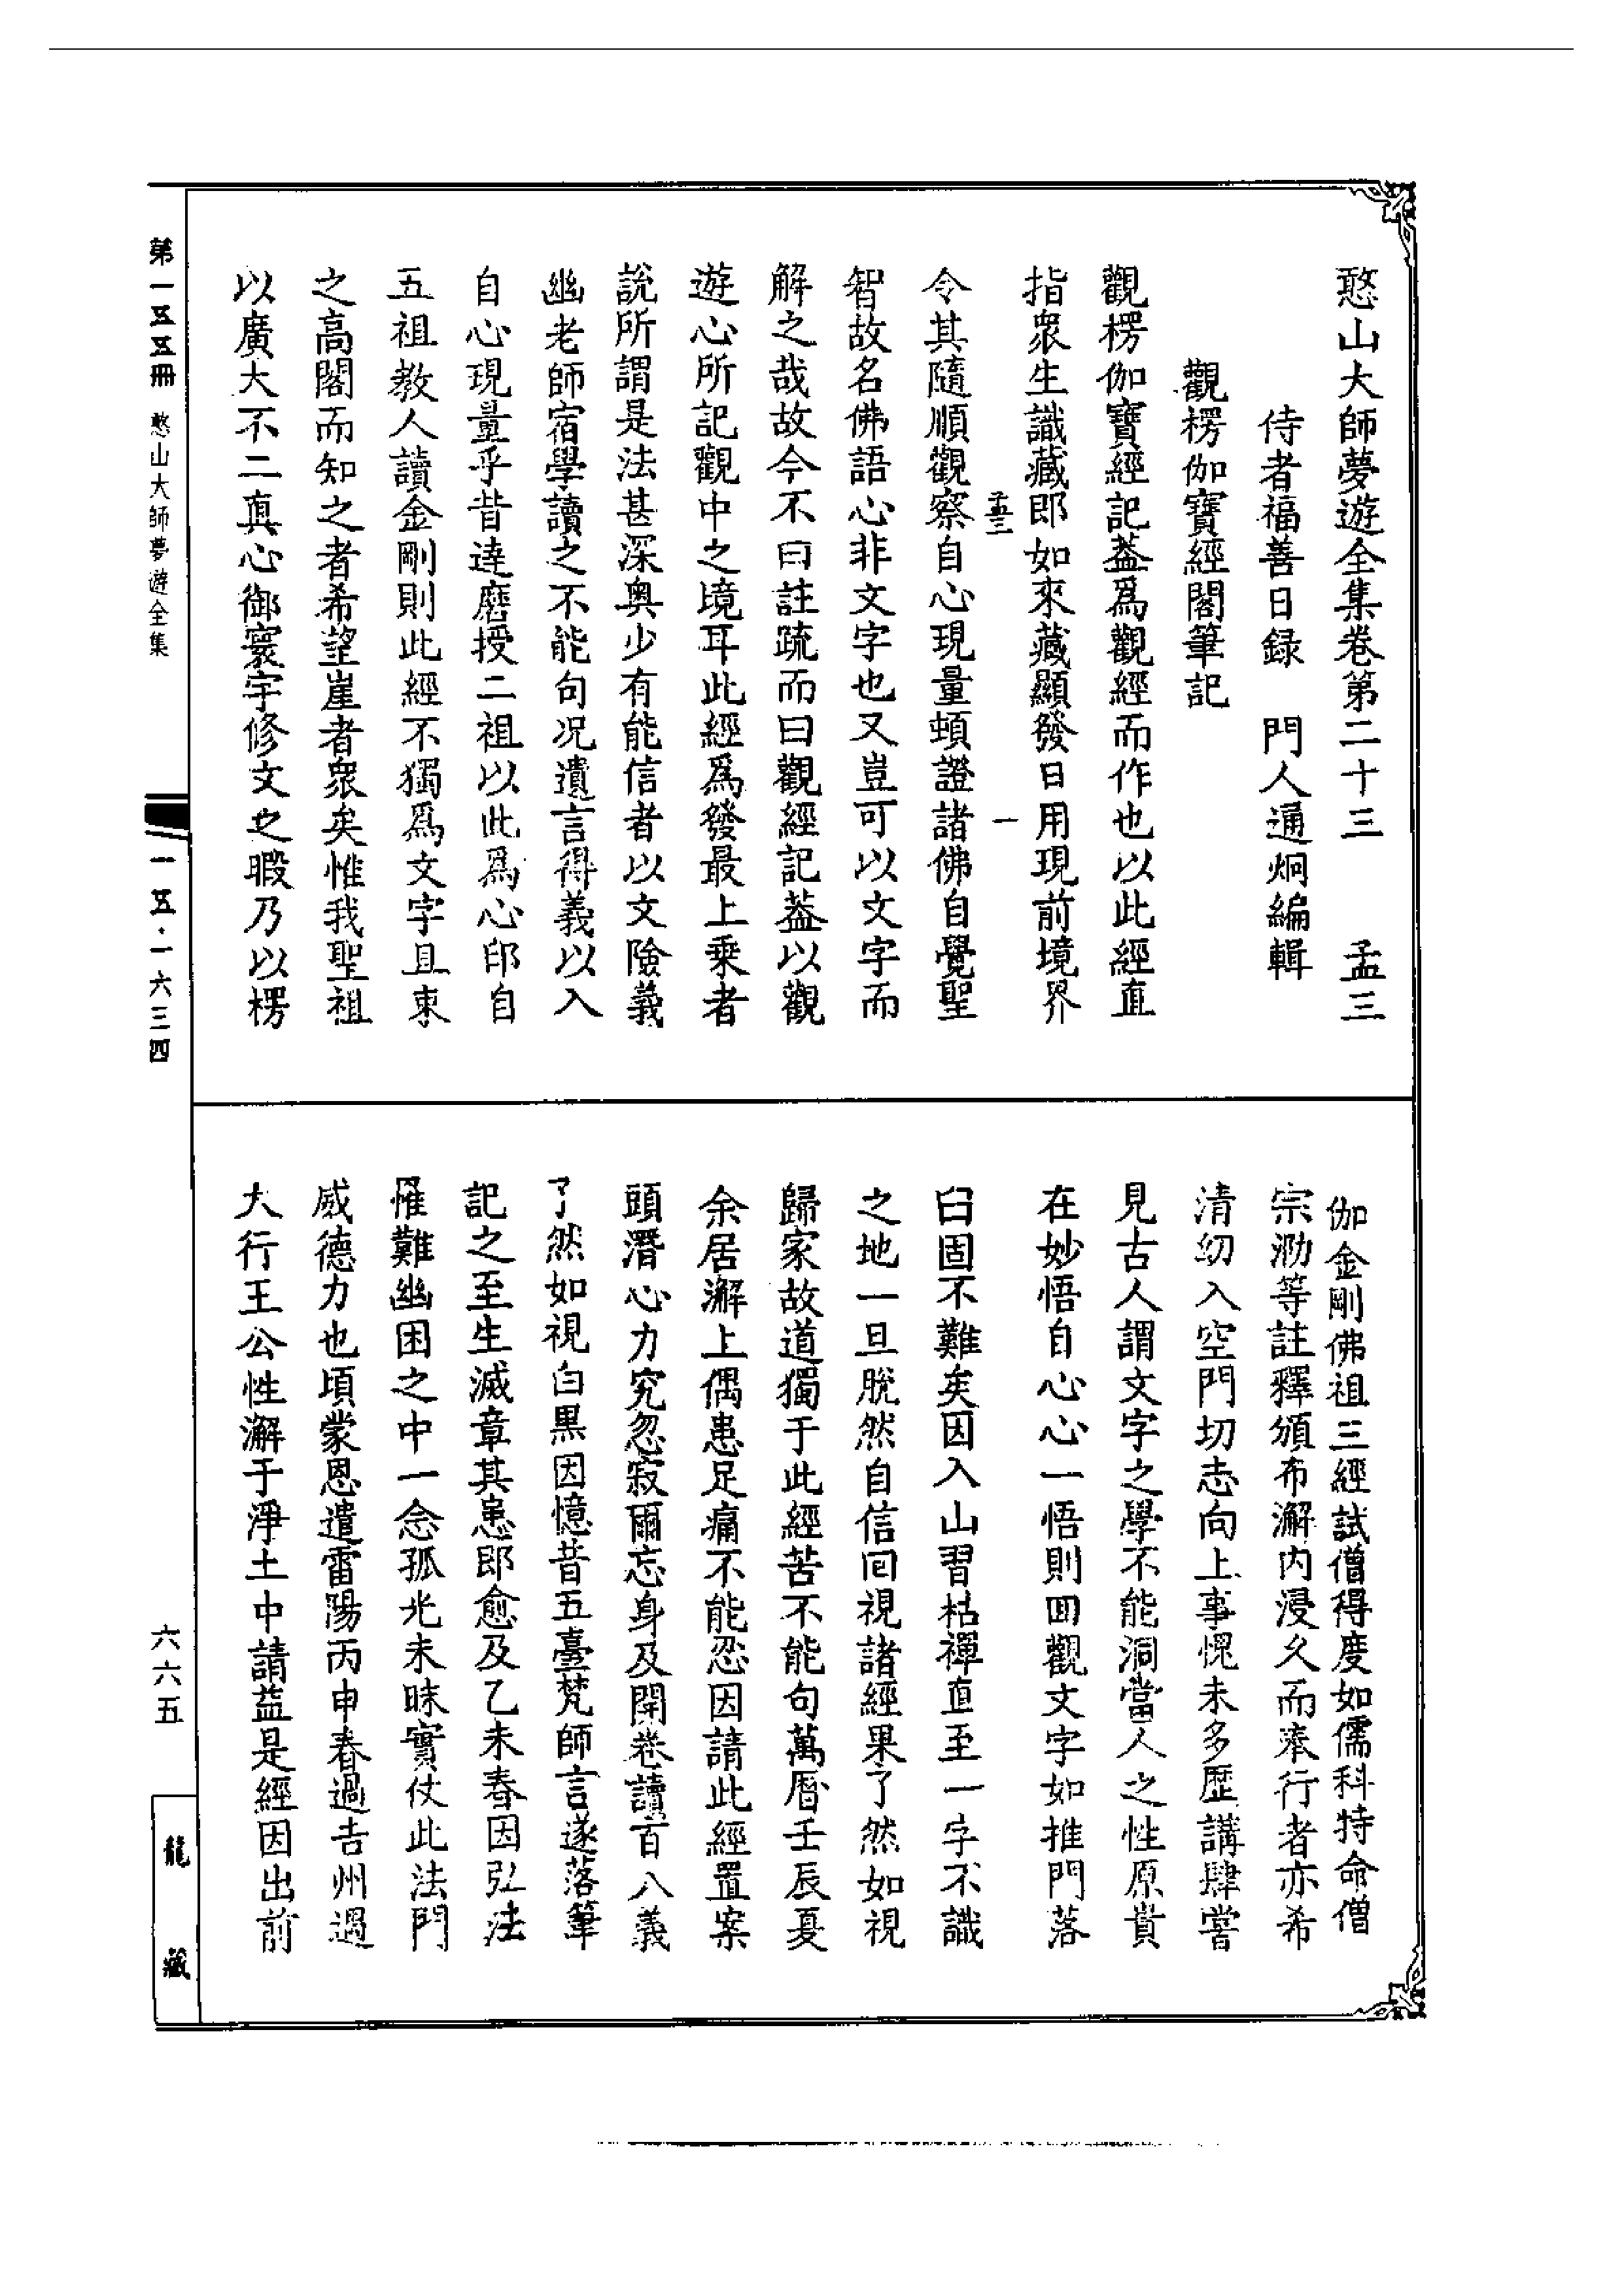 憨山大師夢遊全集卷第二十三　孟三
侍者福善日録　門人通炯編輯
觀楞伽寶經閣筆記
觀楞伽寶經記葢爲觀經而作也以此經直
指衆生識藏即如來藏顯發日用現前境界
孟三　一
令其隨順觀察自心現量頓證諸佛自覺聖
智故名佛語心非文字也又豈可以文字而
解之哉故今不曰註疏而曰觀經記葢以觀
遊心所記觀中之境耳此經爲發最上乗者
說所謂是法甚深奥少有能信者以文險義
幽老師宿學讀之不能句况遺言得義以入
自心現量乎昔達磨授二祖以此爲心印自
五祖教人讀金剛則此經不獨爲文字且束
之高閣而知之者希望崖者衆矣惟我聖祖
以廣大不二真心御寰宇修文之暇乃以楞
伽金剛佛祖三經試僧得度如儒科特命僧
宗泐等註釋頒布澥内浸久而奉行者亦希
清幼入空門切志向上事愧未多歷講肆嘗
見古人謂文字之學不能洞當人之性原貴
在妙悟自心心一悟則回觀文字如推門落
臼固不難矣因入山習枯禪直至一字不識
之地一旦脫然自信回視諸經果了然如視
歸家故道獨于此經苦不能句萬曆壬辰夏
余居澥上偶患足痛不能忍因請此經置案
頭潛心力究忽寂爾忘身及開卷讀百八義
了然如視白黒因憶昔五臺梵師言遂落筆
記之至生滅章其患即愈及乙未春因弘法
罹難幽囚之中一念孤光未昧實仗此法門
威德力也頃蒙恩遣雷陽丙申春過吉州遇
大行王公性澥于淨土中請益是經因出前
第一五五冊　憨山大師夢遊全集
一五·一六三四
六六五
龍藏